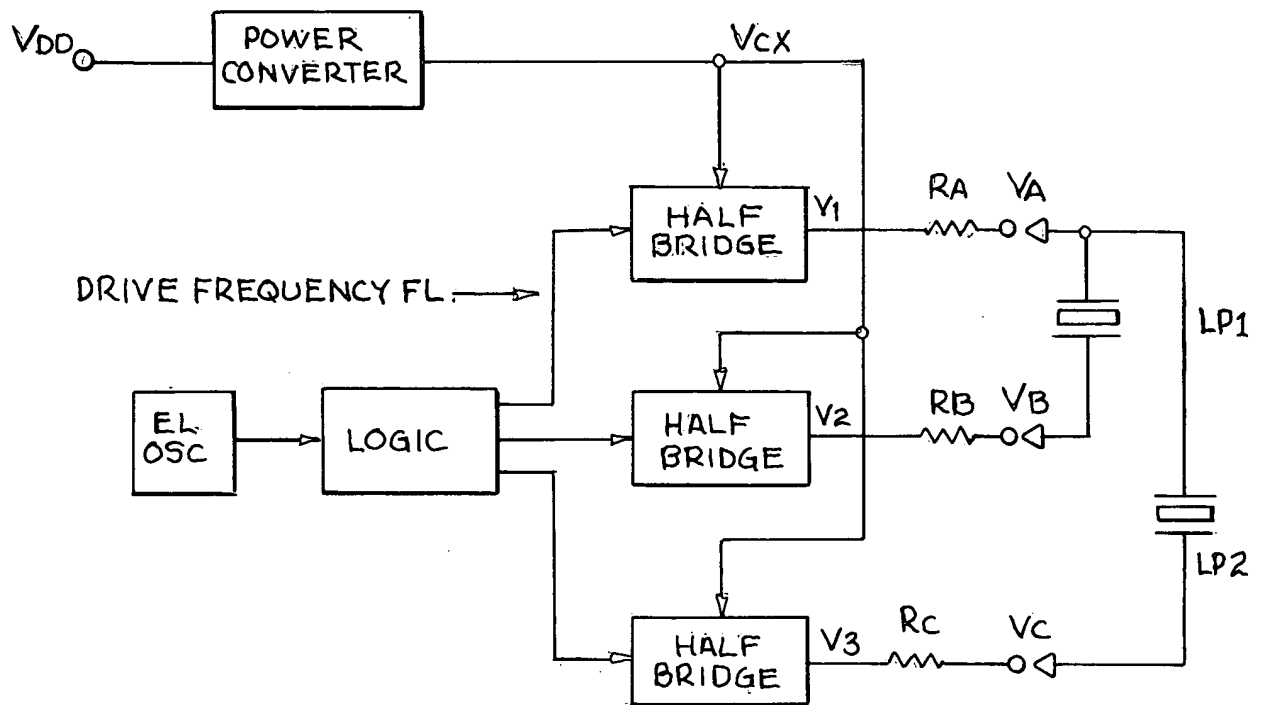 VDD
POWER
CONVERTER
VCX
HALF
BRIDGE
V1
RA
VA
DRIVE FREQUENCY FL.
LP1
EL
OSC
LOGIC
HALF
BRIDGE
V2
RB
VB
LP2
HALF
BRIDGE
V3
RC
VC